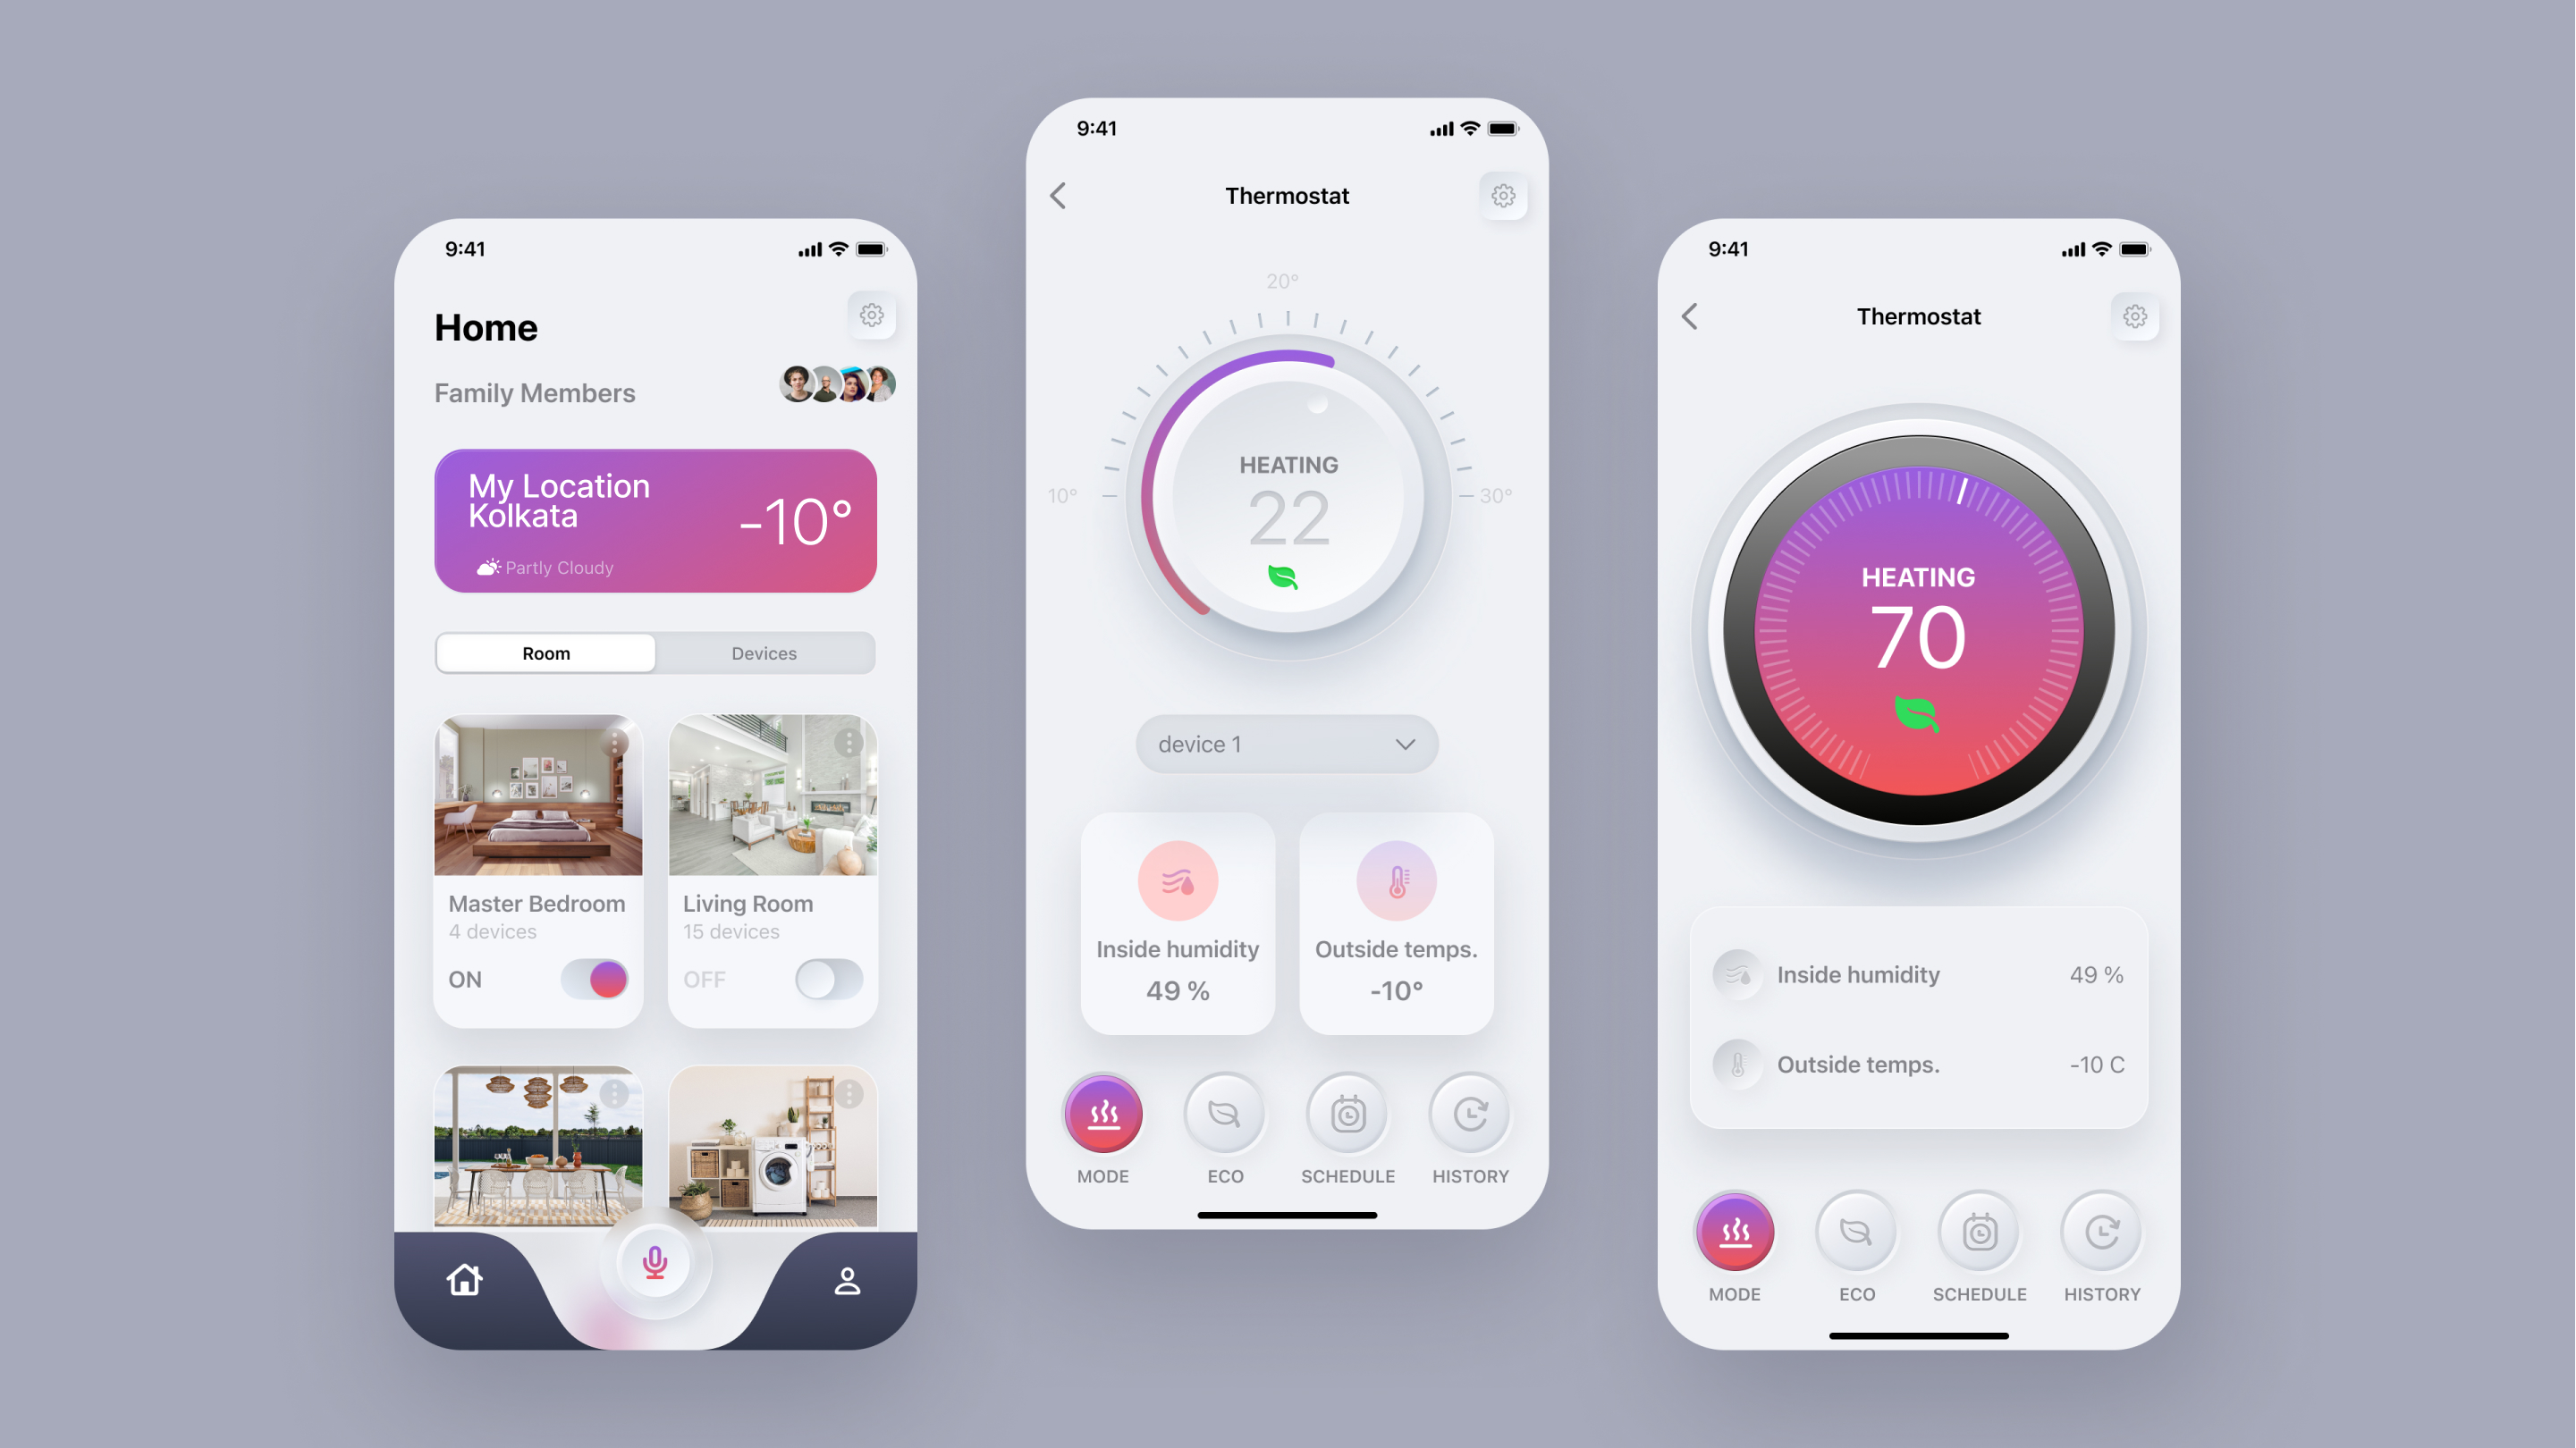 9:41
Home
Family Members
My Location
Kolkata
-10°
Partly Cloudy
Room
Devices
Master Bedroom
4 devices
ON
Living Room
15 devices
OFF
9:41
Thermostat
20°
10°
30°
HEATING
22
device 1
Inside humidity
49 %
Outside temps.
-10°
MODE
ECO
SCHEDULE
HISTORY
9:41
Thermostat
HEATING
70
Inside humidity
49 %
Outside temps.
-10 C
MODE
ECO
SCHEDULE
HISTORY